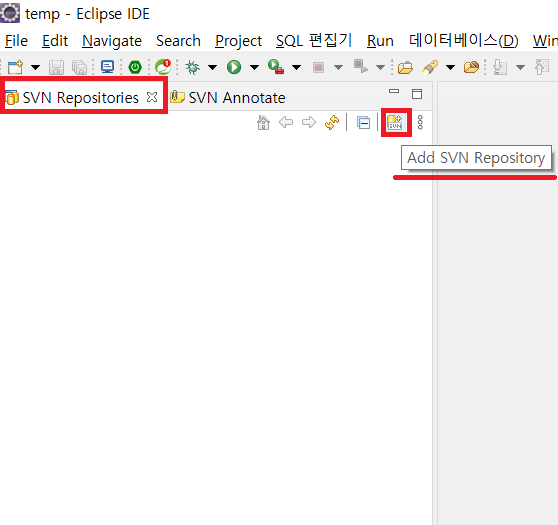 temp - Eclipse IDE
File Edit Navigate Search Project SQL 편집기 Run 데이터베이스(D) Win
SVN Repositories SVN Annotate
SVN
Add SVN Repository